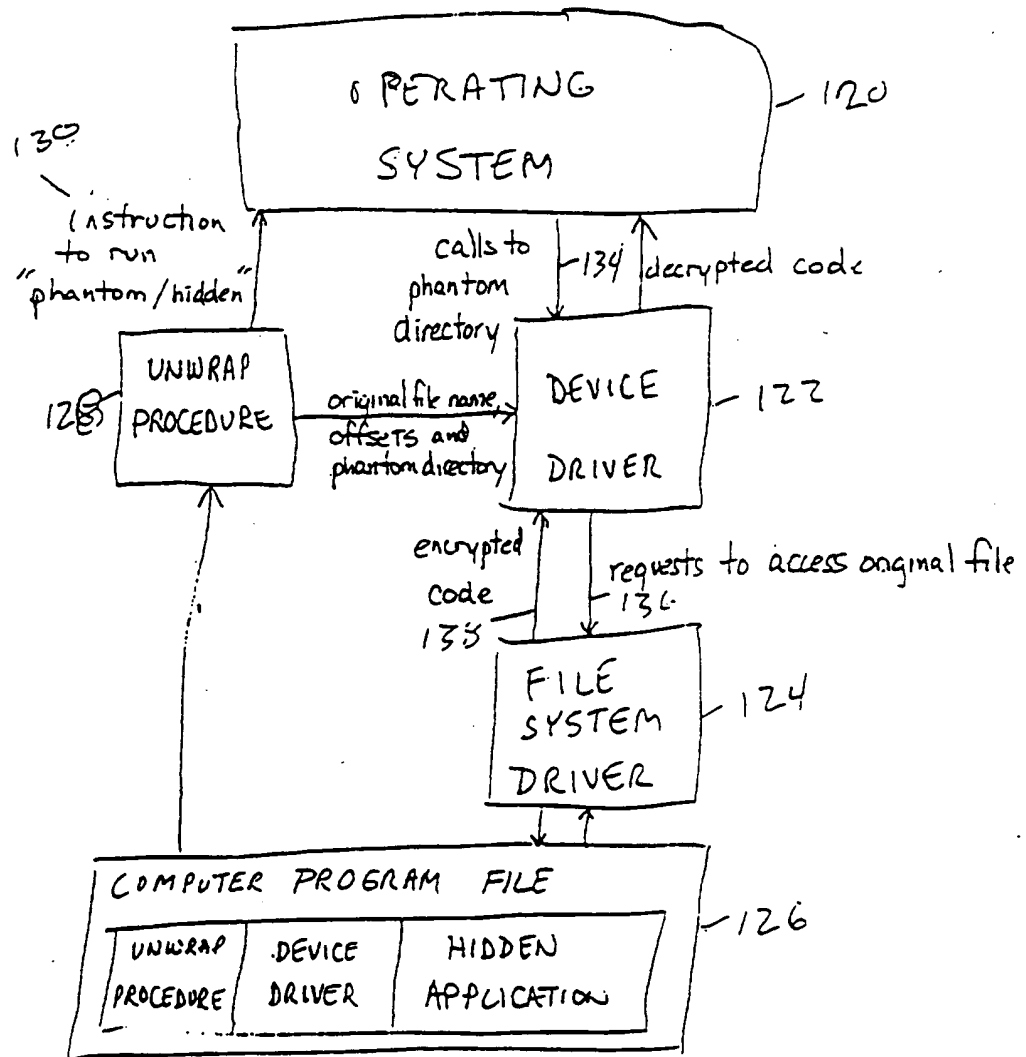 OPERATING
SYSTEM
120
130
instruction
to run
"phantom/hidden"
calls to
phantom
directory
134
decrypted code
UNWRAP
PROCEDURE
128
original file name,
offsets and
phantom directory
DEVICE
DRIVER
122
encrypted
code
138
requests to access original file
136
FILE
SYSTEM
DRIVER
124
COMPUTER PROGRAM FILE
UNWRAP
PROCEDURE
DEVICE
DRIVER
HIDDEN
APPLICATION
126